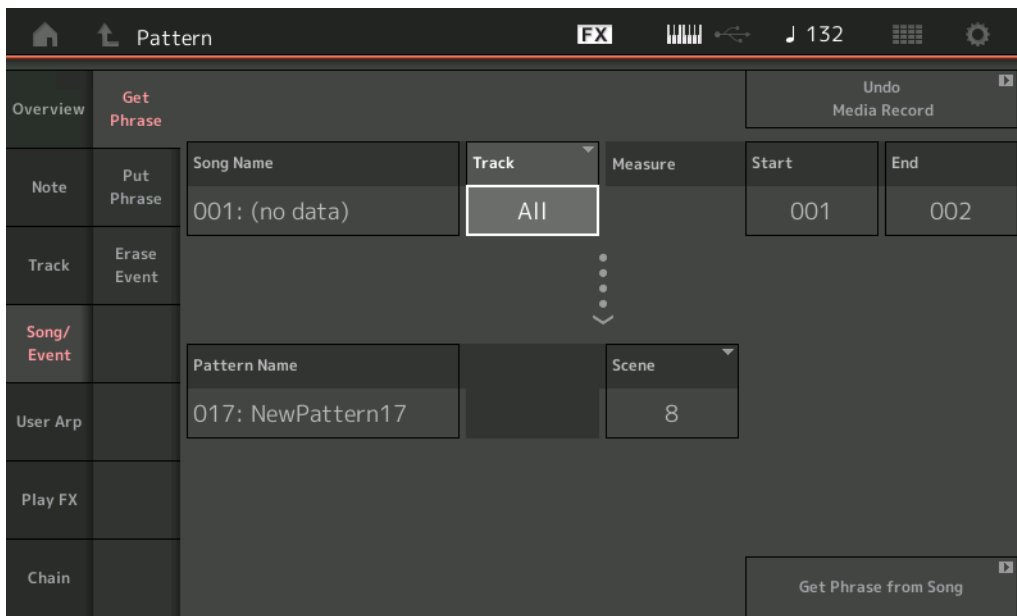 Pattern
FX
♩ 132
Overview
Note
Track
Song/
Event
User Arp
Play FX
Chain
Get
Phrase
Put
Phrase
Erase
Event
Undo
Media Record
Song Name
001: (no data)
Track
All
Measure
Start
001
End
002
Pattern Name
017: NewPattern17
Scene
8
Get Phrase from Song